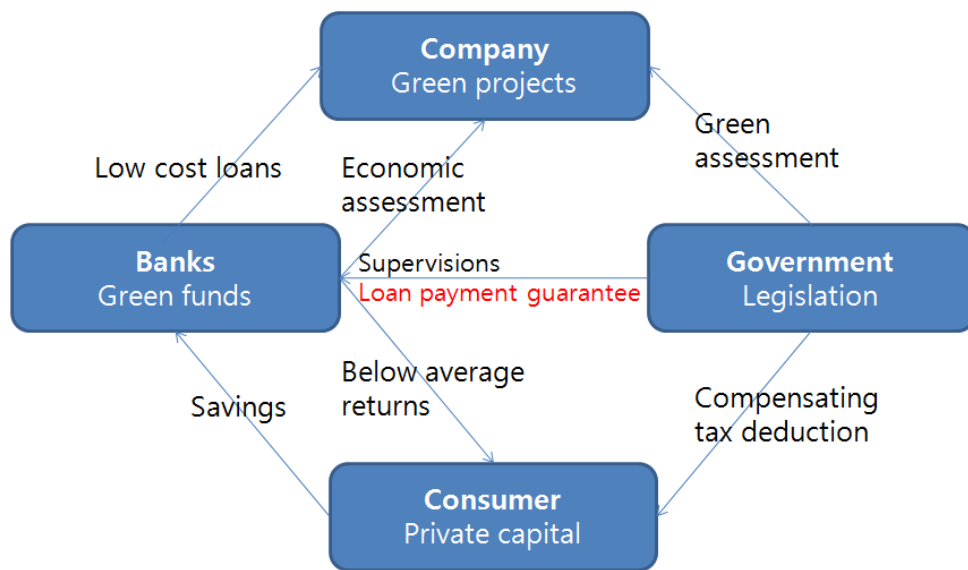 Company
Green projects
Green
assessment
Low cost loans
Economic
assessment
Banks
Green funds
Supervisions
Loan payment guarantee
Government
Legislation
Below average
returns
Savings
Compensating
tax deduction
Consumer
Private capital